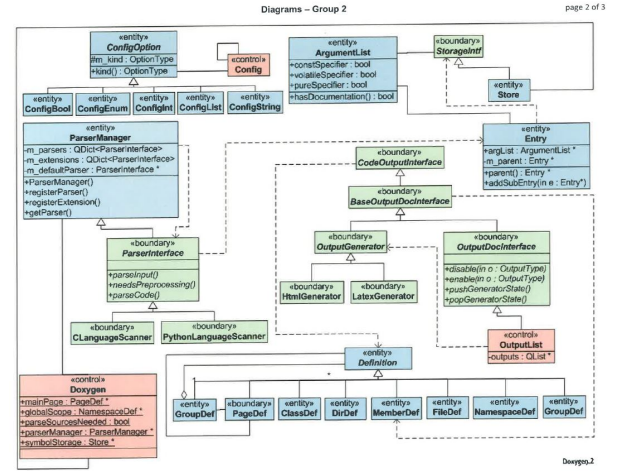 Diagrams – Group 2
page 2 of 3
«entity»
ConfigOption
#m_kind : OptionType
+kind() : OptionType
«control»
Config
«entity»
ConfigBool
«entity»
ConfigEnum
«entity»
ConfigInt
«entity»
ConfigList
«entity»
ConfigString
«entity»
ArgumentList
+constSpecifier : bool
+volatileSpecifier : bool
+pureSpecifier : bool
+hasDocumentation() : bool
«boundary»
StorageIntf
«entity»
Store
«entity»
ParserManager
-m_parsers : QDict<ParserInterface>
-m_extensions : QDict<ParserInterface>
-m_defaultParser : ParserInterface *
+ParserManager()
+registerParser()
+registerExtension()
+getParser()
«entity»
Entry
+argList : ArgumentList *
-m_parent : Entry *
+parent() : Entry *
+addSubEntry(in e : Entry*)
«boundary»
CodeOutputInterface
«boundary»
BaseOutputDocInterface
«boundary»
ParserInterface
+parseInput()
+needsPreprocessing()
+parseCode()
«boundary»
OutputGenerator
«boundary»
OutputDocInterface
+disable(in o : OutputType)
+enable(in o : OutputType)
+pushGeneratorState()
+popGeneratorState()
«boundary»
HtmlGenerator
«boundary»
LatexGenerator
«boundary»
CLanguageScanner
«boundary»
PythonLanguageScanner
«control»
OutputList
-outputs : QList *
«entity»
Definition
«control»
Doxygen
+mainPage : PageDef *
+globalScope : NamespaceDef *
+parseSourcesNeeded : bool
+parserManager : ParserManager *
+symbolStorage : Store *
*
*
«entity»
GroupDef
«boundary»
PageDef
«entity»
ClassDef
«entity»
DirDef
«entity»
MemberDef
«entity»
FileDef
«entity»
NamespaceDef
«entity»
GroupDef
Doxygen.2